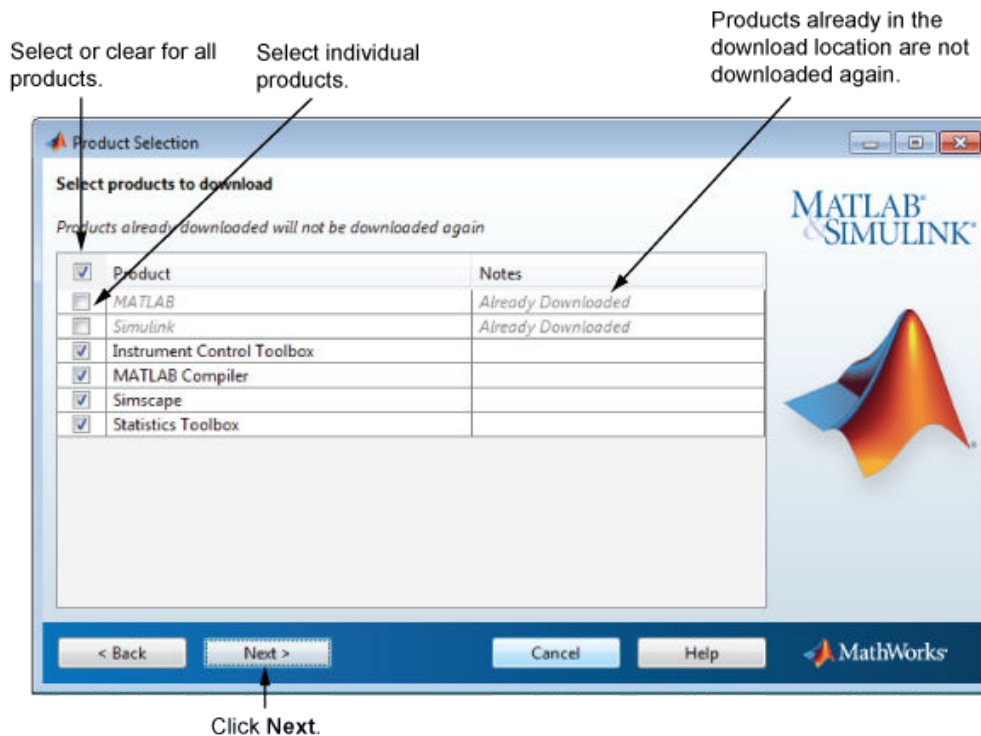 Select or clear for all
products.
Select individual
products.
Products already in the
download location are not
downloaded again.
Product Selection
Select products to download
Products already downloaded will not be downloaded again
Product Notes
MATLAB Already Downloaded
Simulink Already Downloaded
Instrument Control Toolbox
MATLAB Compiler
Simscape
Statistics Toolbox
MATLAB®
&SIMULINK®
®
< Back Next > Cancel Help MathWorks®
Click Next.